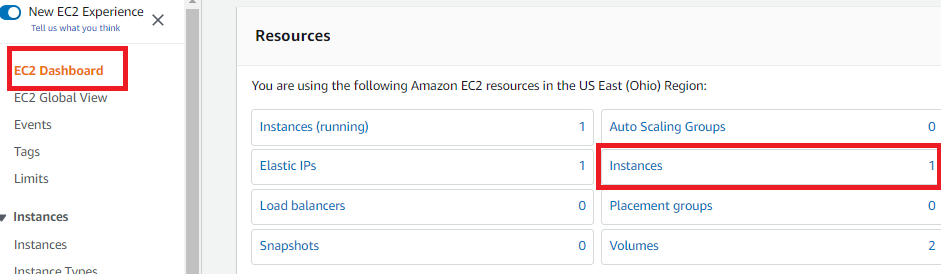 New EC2 Experience
Tell us what you think
EC2 Dashboard
EC2 Global View
Events
Tags
Limits
Instances
Instances
Instance Types
Resources
You are using the following Amazon EC2 resources in the US East (Ohio) Region:
Instances (running) 1
Auto Scaling Groups 0
Elastic IPs 1
Instances 1
Load balancers 0
Placement groups 0
Snapshots 0
Volumes 2